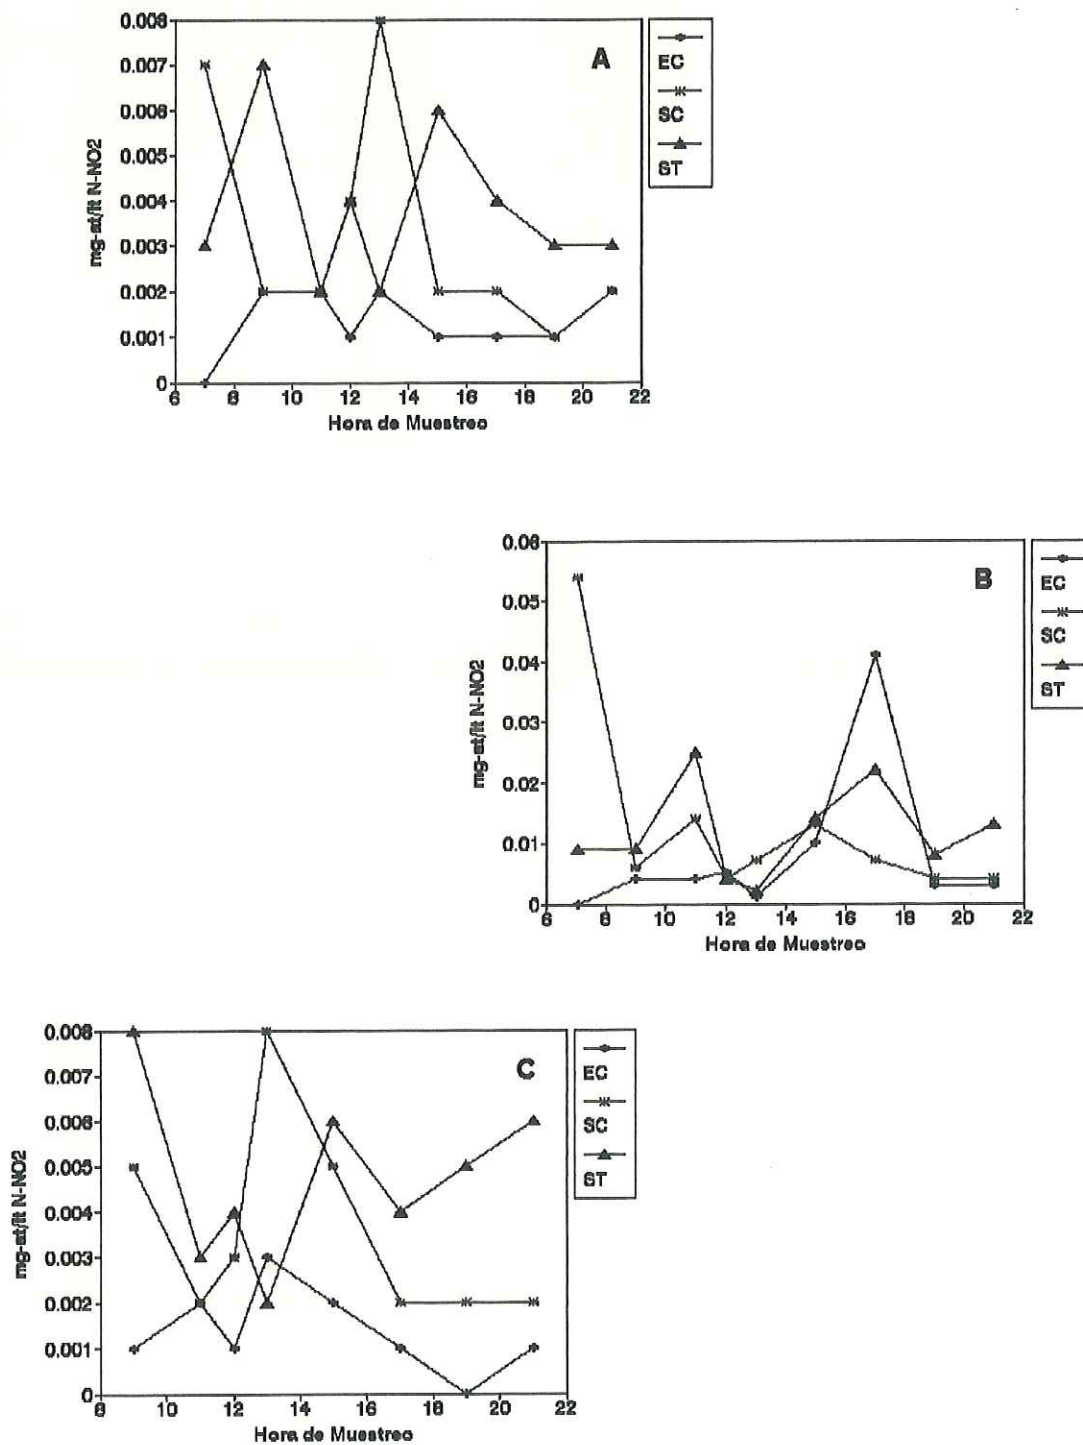 0.008
0.007
0.006
0.005
0.004
0.003
0.002
0.001
0
mg-at/lt N-NO2
6 8 10 12 14 16 18 20 22
Hora de Muestreo
A
EC
SC
ST
0.06
0.05
0.04
0.03
0.02
0.01
0
mg-at/lt N-NO2
6 8 10 12 14 16 18 20 22
Hora de Muestreo
B
EC
SC
ST
0.008
0.007
0.006
0.005
0.004
0.003
0.002
0.001
0
mg-at/lt N-NO2
8 10 12 14 16 18 20 22
Hora de Muestreo
C
EC
SC
ST